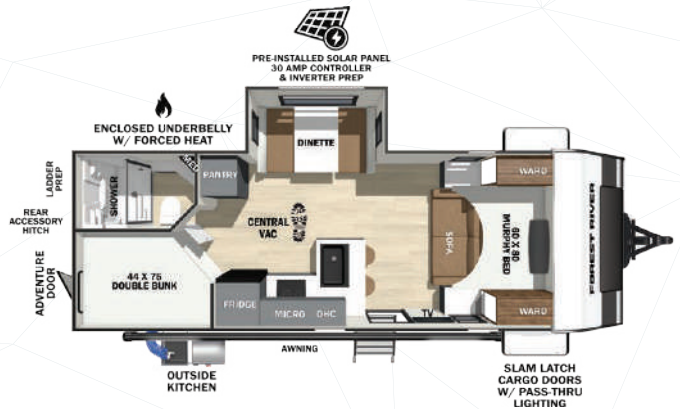 PRE-INSTALLED SOLAR PANEL
30 AMP CONTROLLER
& INVERTER PREP
ENCLOSED UNDERBELLY
W/ FORCED HEAT
DINETTE
MED
PANTRY
WARD
LADDER
PREP
SHOWER
REAR
ACCESSORY
HITCH
CENTRAL
VAC
SOFA
60 X 80
MURPHY BED
FOREST RIVER
ADVENTURE
DOOR
44 X 75
DOUBLE BUNK
FRIDGE
MICRO
OHC
TV
WARD
AWNING
OUTSIDE
KITCHEN
SLAM LATCH
CARGO DOORS
W/ PASS-THRU
LIGHTING